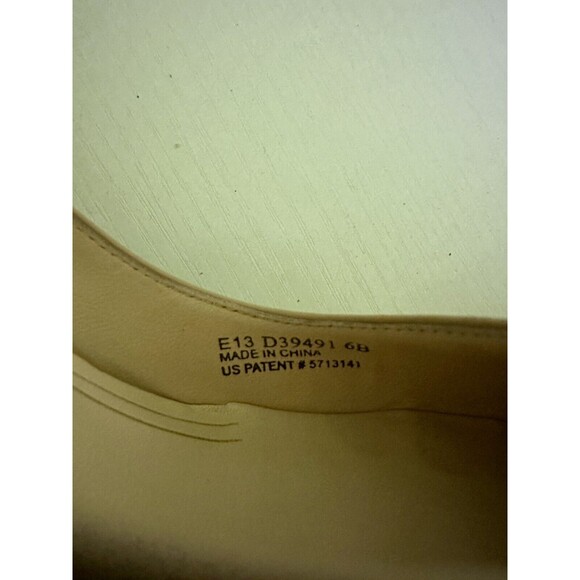 E13 D39491 6B
MADE IN CHINA
US PATENT # 5713141